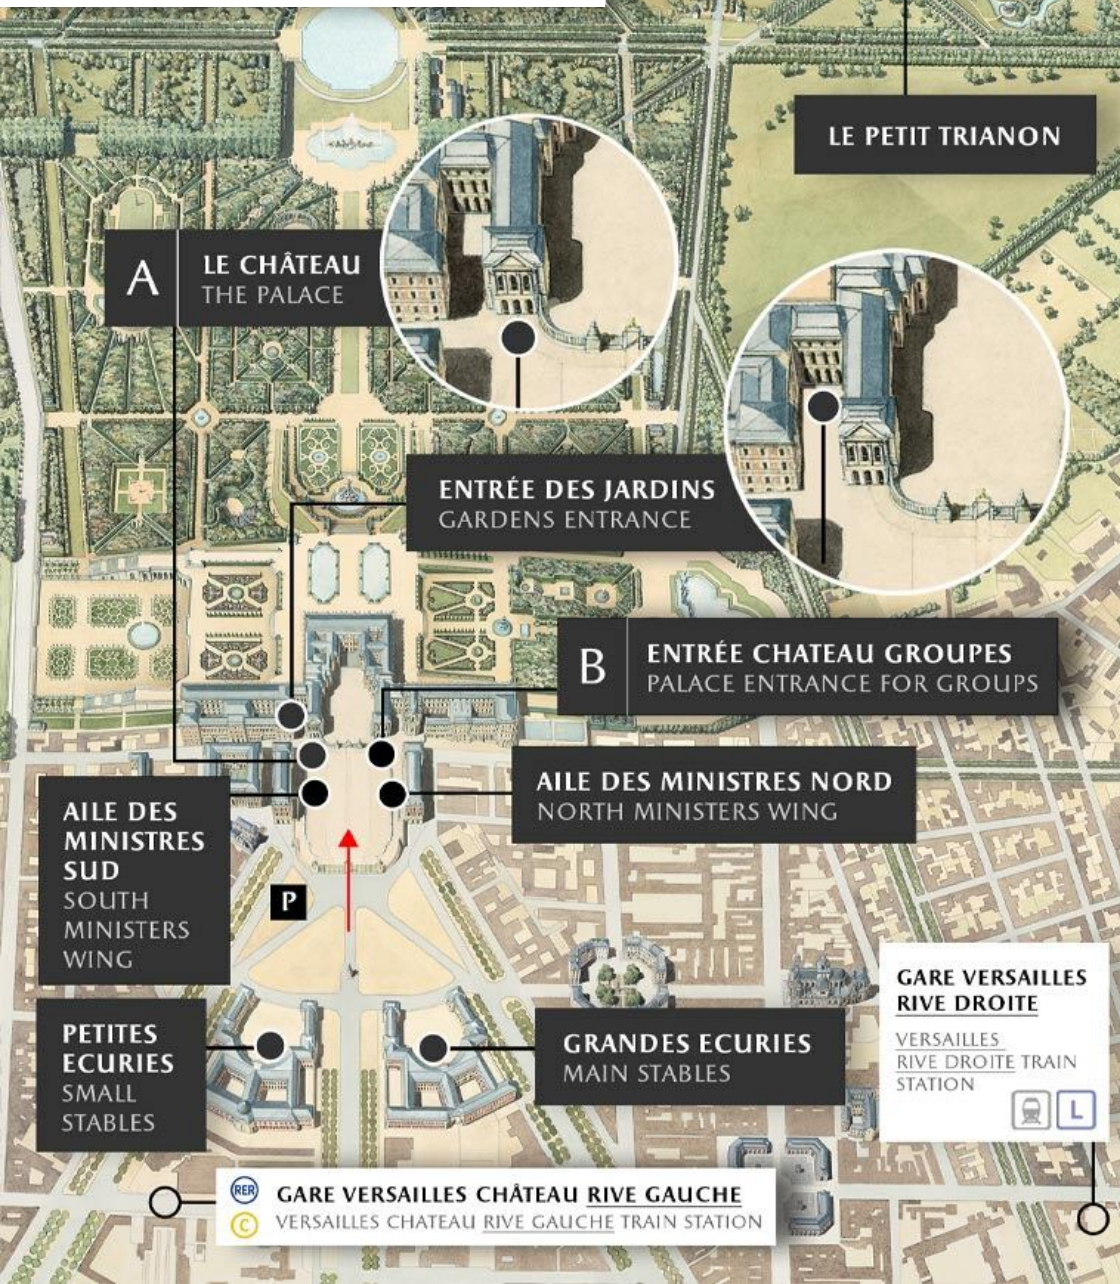 LE PETIT TRIANON
A
LE CHÂTEAU
THE PALACE
ENTRÉE DES JARDINS
GARDENS ENTRANCE
B
ENTRÉE CHATEAU GROUPES
PALACE ENTRANCE FOR GROUPS
AILE DES MINISTRES NORD
NORTH MINISTERS WING
AILE DES
MINISTRES
SUD
SOUTH
MINISTERS
WING
P
PETITES
ECURIES
SMALL
STABLES
GRANDES ECURIES
MAIN STABLES
GARE VERSAILLES
RIVE DROITE
VERSAILLES
RIVE DROITE TRAIN
STATION
L
RER
C
GARE VERSAILLES CHÂTEAU RIVE GAUCHE
VERSAILLES CHATEAU RIVE GAUCHE TRAIN STATION